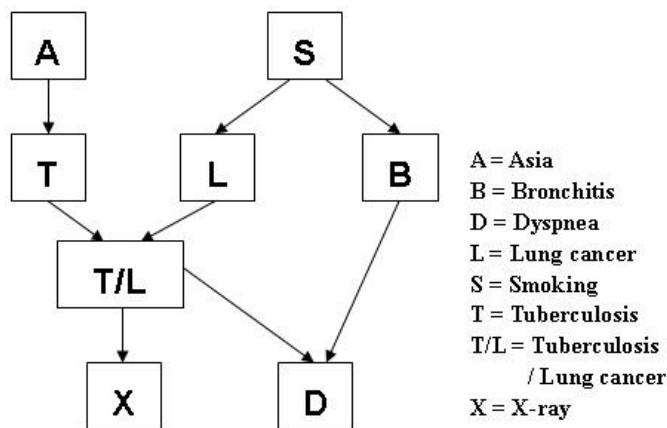 A
S
T
L
B
T/L
X
D
A = Asia
B = Bronchitis
D = Dyspnea
L = Lung cancer
S = Smoking
T = Tuberculosis
T/L = Tuberculosis
/ Lung cancer
X = X-ray